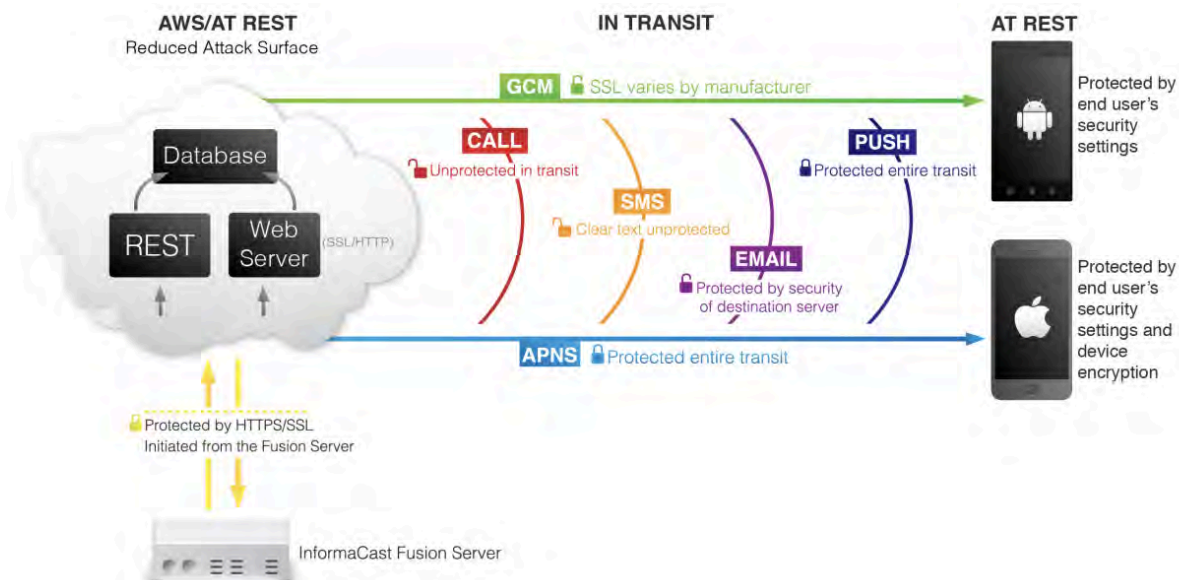 AWS/AT REST
Reduced Attack Surface
IN TRANSIT
AT REST
GCM
SSL varies by manufacturer
CALL
Unprotected in transit
SMS
Clear text unprotected
EMAIL
Protected by security
of destination server
PUSH
Protected entire transit
APNS
Protected entire transit
Database
REST
Web
Server
(SSL/HTTP)
Protected by
end user's
security
settings
Protected by
end user's
security
settings and
device
encryption
Protected by HTTPS/SSL
Initiated from the Fusion Server
InformaCast Fusion Server